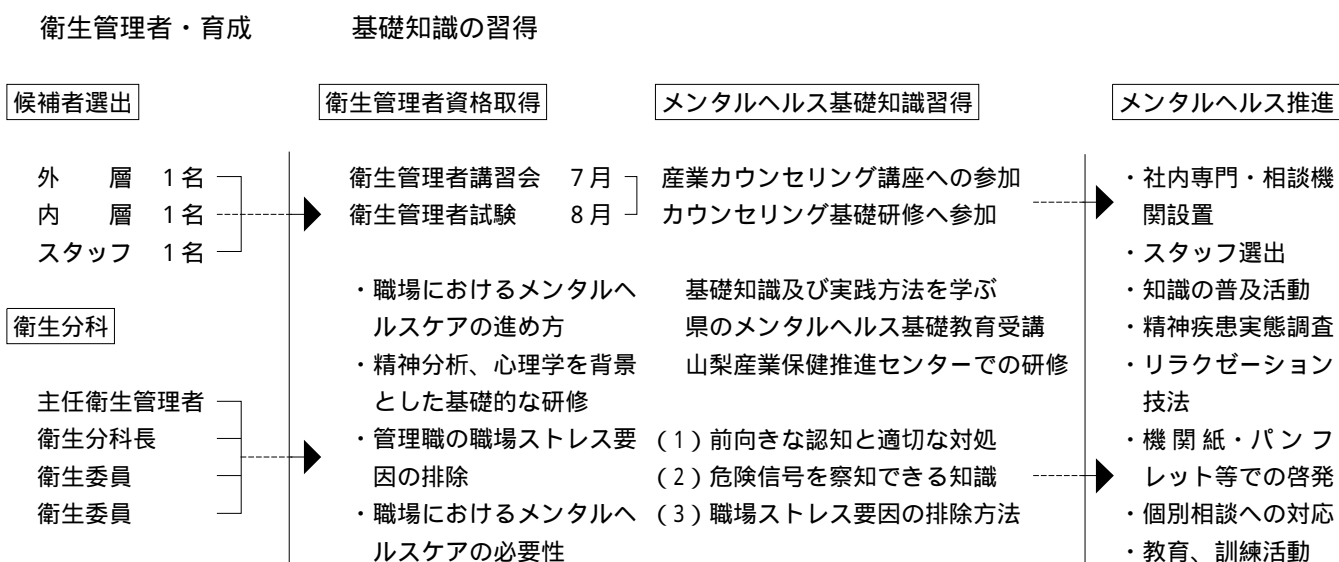 衛生管理者・育成　　基礎知識の習得
候補者選出
外　層　1名
内　層　1名
スタッフ　1名
衛生分科
主任衛生管理者
衛生分科長
衛生委員
衛生委員
衛生管理者資格取得
衛生管理者講習会　7月
衛生管理者試験　8月
・職場におけるメンタルヘ
ルスケアの進め方
・精神分析、心理学を背景
とした基礎的な研修
・管理職の職場ストレス要
因の排除
・職場におけるメンタルヘ
ルスケアの必要性
メンタルヘルス基礎知識習得
産業カウンセリング講座への参加
カウンセリング基礎研修へ参加
基礎知識及び実践方法を学ぶ
県のメンタルヘルス基礎教育受講
山梨産業保健推進センターでの研修
(1)前向きな認知と適切な対処
(2)危険信号を察知できる知識
(3)職場ストレス要因の排除方法
メンタルヘルス推進
・社内専門・相談機
関設置
・スタッフ選出
・知識の普及活動
・精神疾患実態調査
・リラクゼーション
技法
・機関紙・パンフ
レット等での啓発
・個別相談への対応
・教育、訓練活動